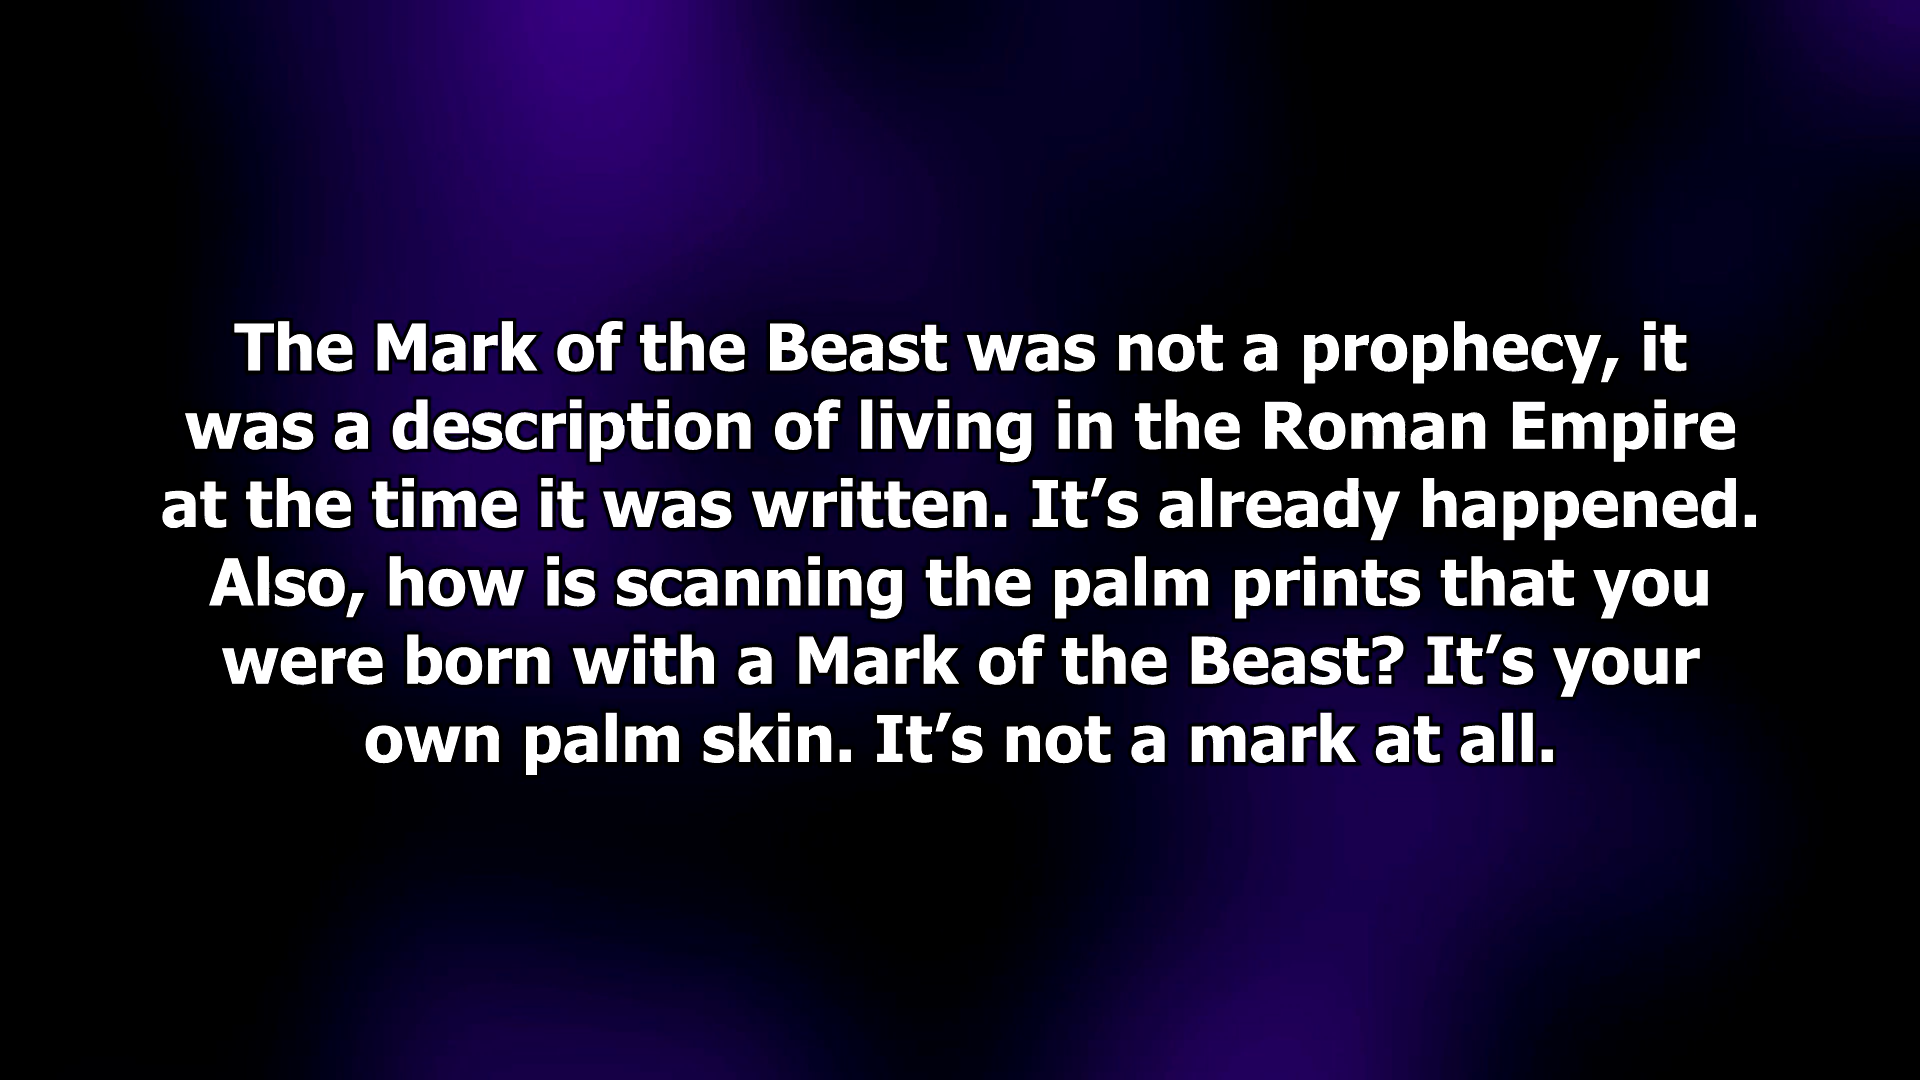 The Mark of the Beast was not a prophecy, it
was a description of living in the Roman Empire
at the time it was written. It’s already happened.
Also, how is scanning the palm prints that you
were born with a Mark of the Beast? It’s your
own palm skin. It’s not a mark at all.